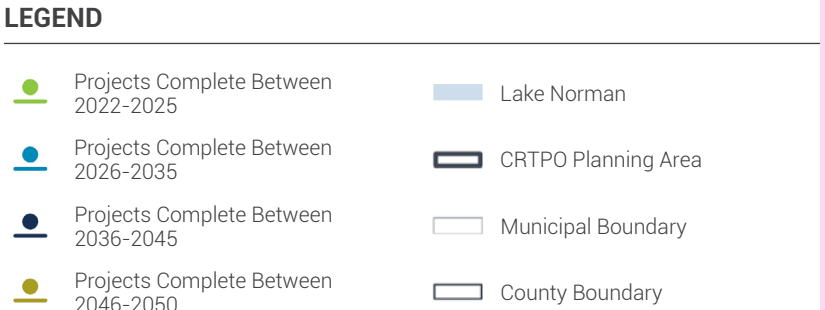 LEGEND
Projects Complete Between
2022-2025
Projects Complete Between
2026-2035
Projects Complete Between
2036-2045
Projects Complete Between
2046-2050
Lake Norman
CRTPO Planning Area
Municipal Boundary
County Boundary